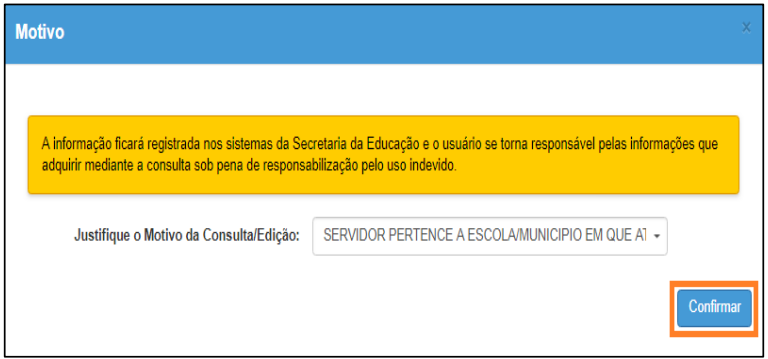 Motivo
x
A informação ficará registrada nos sistemas da Secretaria da Educação e o usuário se torna responsável pelas informações que
adquirir mediante a consulta sob pena de responsabilização pelo uso indevido.
Justifique o Motivo da Consulta/Edição: SERVIDOR PERTENCE A ESCOLA/MUNICIPIO EM QUE
Confirmar